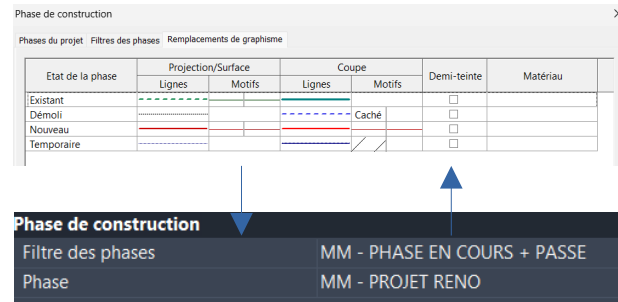 Phase de construction
Phases du projet Filtres des phases Remplacements de graphisme
Etat de la phase Projection/Surface Coupe Demi-teinte Matériau
Lignes Motifs Lignes Motifs
Existant
Démoli Caché
Nouveau
Temporaire
Phase de construction
Filtre des phases MM - PHASE EN COURS + PASSE
Phase MM - PROJET RENO